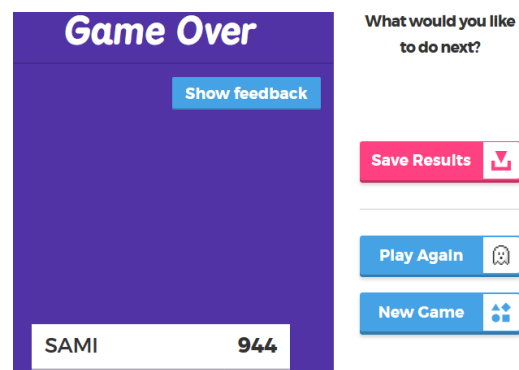 Game Over
Show feedback
SAMI 944
What would you like
to do next?
Save Results
Play Again
New Game